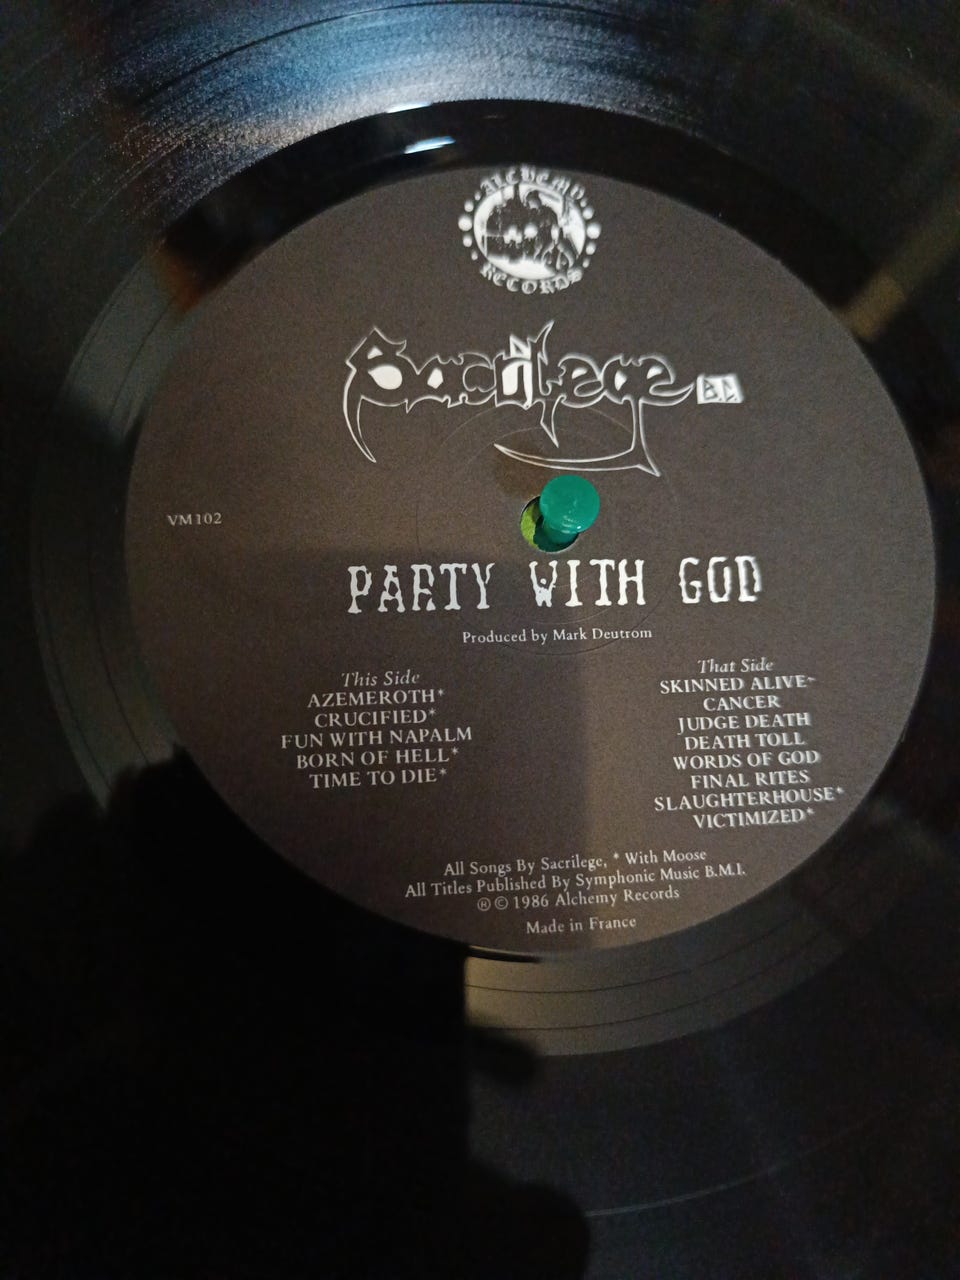 ALCHEMY
RECORDS
Sacrilege B.C.
VM102
PARTY WITH GOD
Produced by Mark Deutrom
This Side
AZEMEROTH*
CRUCIFIED*
FUN WITH NAPALM
BORN OF HELL*
TIME TO DIE*
That Side
SKINNED ALIVE*
CANCER
JUDGE DEATH
DEATH TOLL
WORDS OF GOD
FINAL RITES
SLAUGHTERHOUSE*
VICTIMIZED*
All Songs By Sacrilege, * With Moose
All Titles Published By Symphonic Music B.M.I.
℗ © 1986 Alchemy Records
Made in France